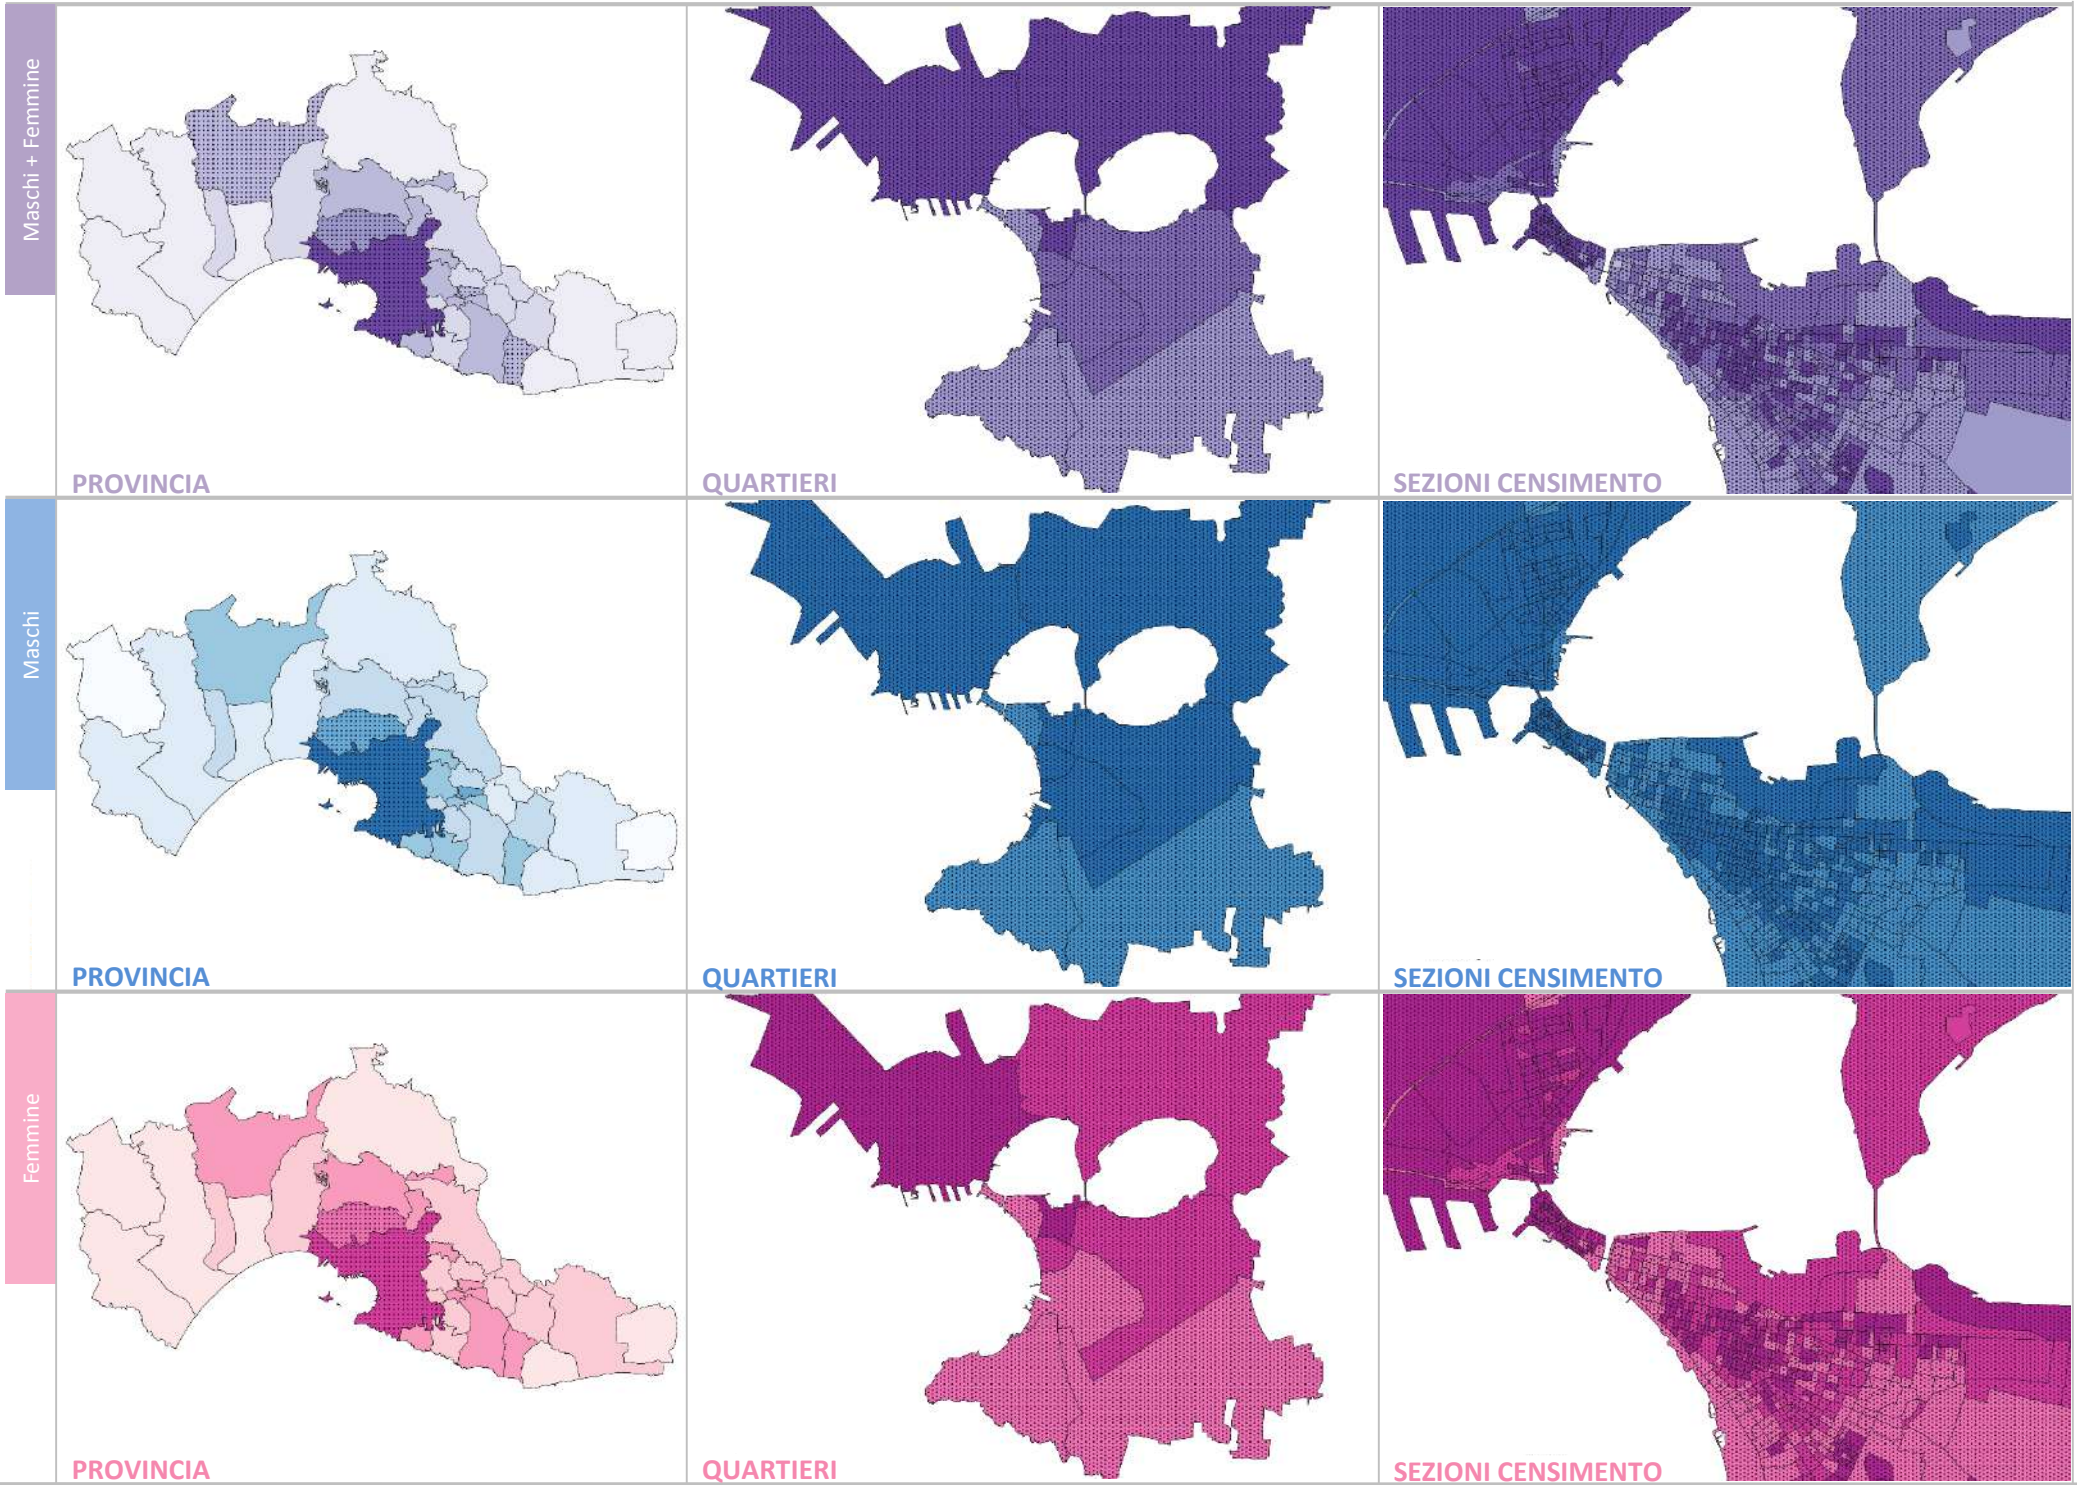 Maschi + Femmine
PROVINCIA
QUARTIERI
SEZIONI CENSIMENTO
Maschi
PROVINCIA
QUARTIERI
SEZIONI CENSIMENTO
Femmine
PROVINCIA
QUARTIERI
SEZIONI CENSIMENTO